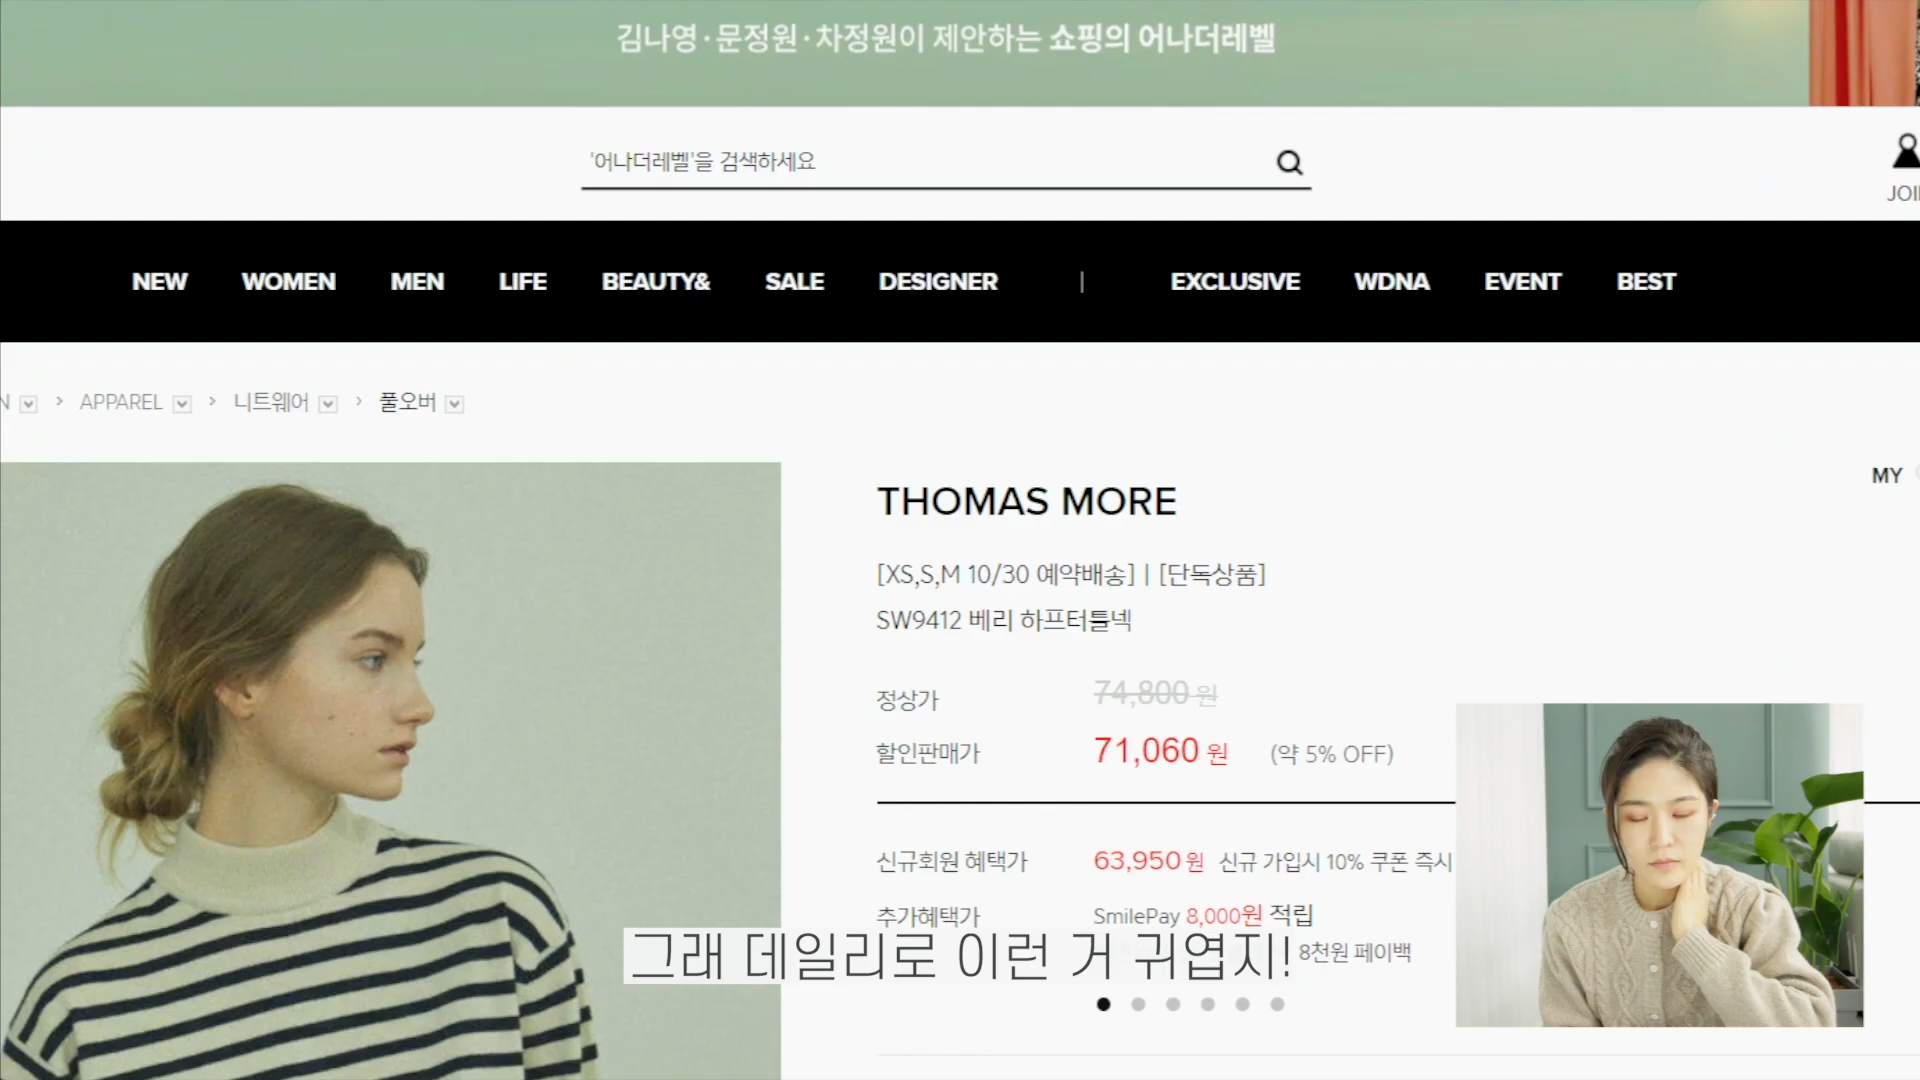 김나영·문정원·차정원이 제안하는 쇼핑의 어나더레벨
'어나더레벨'을 검색하세요
JOI
NEW WOMEN MEN LIFE BEAUTY& SALE DESIGNER | EXCLUSIVE WDNA EVENT BEST
N > APPAREL > 니트웨어 > 풀오버
MY
THOMAS MORE
[XS,S,M 10/30 예약배송] | [단독상품]
SW9412 베리 하프터틀넥
정상가 74,800 원
할인판매가 71,060 원 (약 5% OFF)
신규회원 혜택가 63,950 원 신규 가입시 10% 쿠폰 즉시
추가혜택가 SmilePay 8,000원 적립
8천원 페이백
그래 데일리로 이런 거 귀엽지!